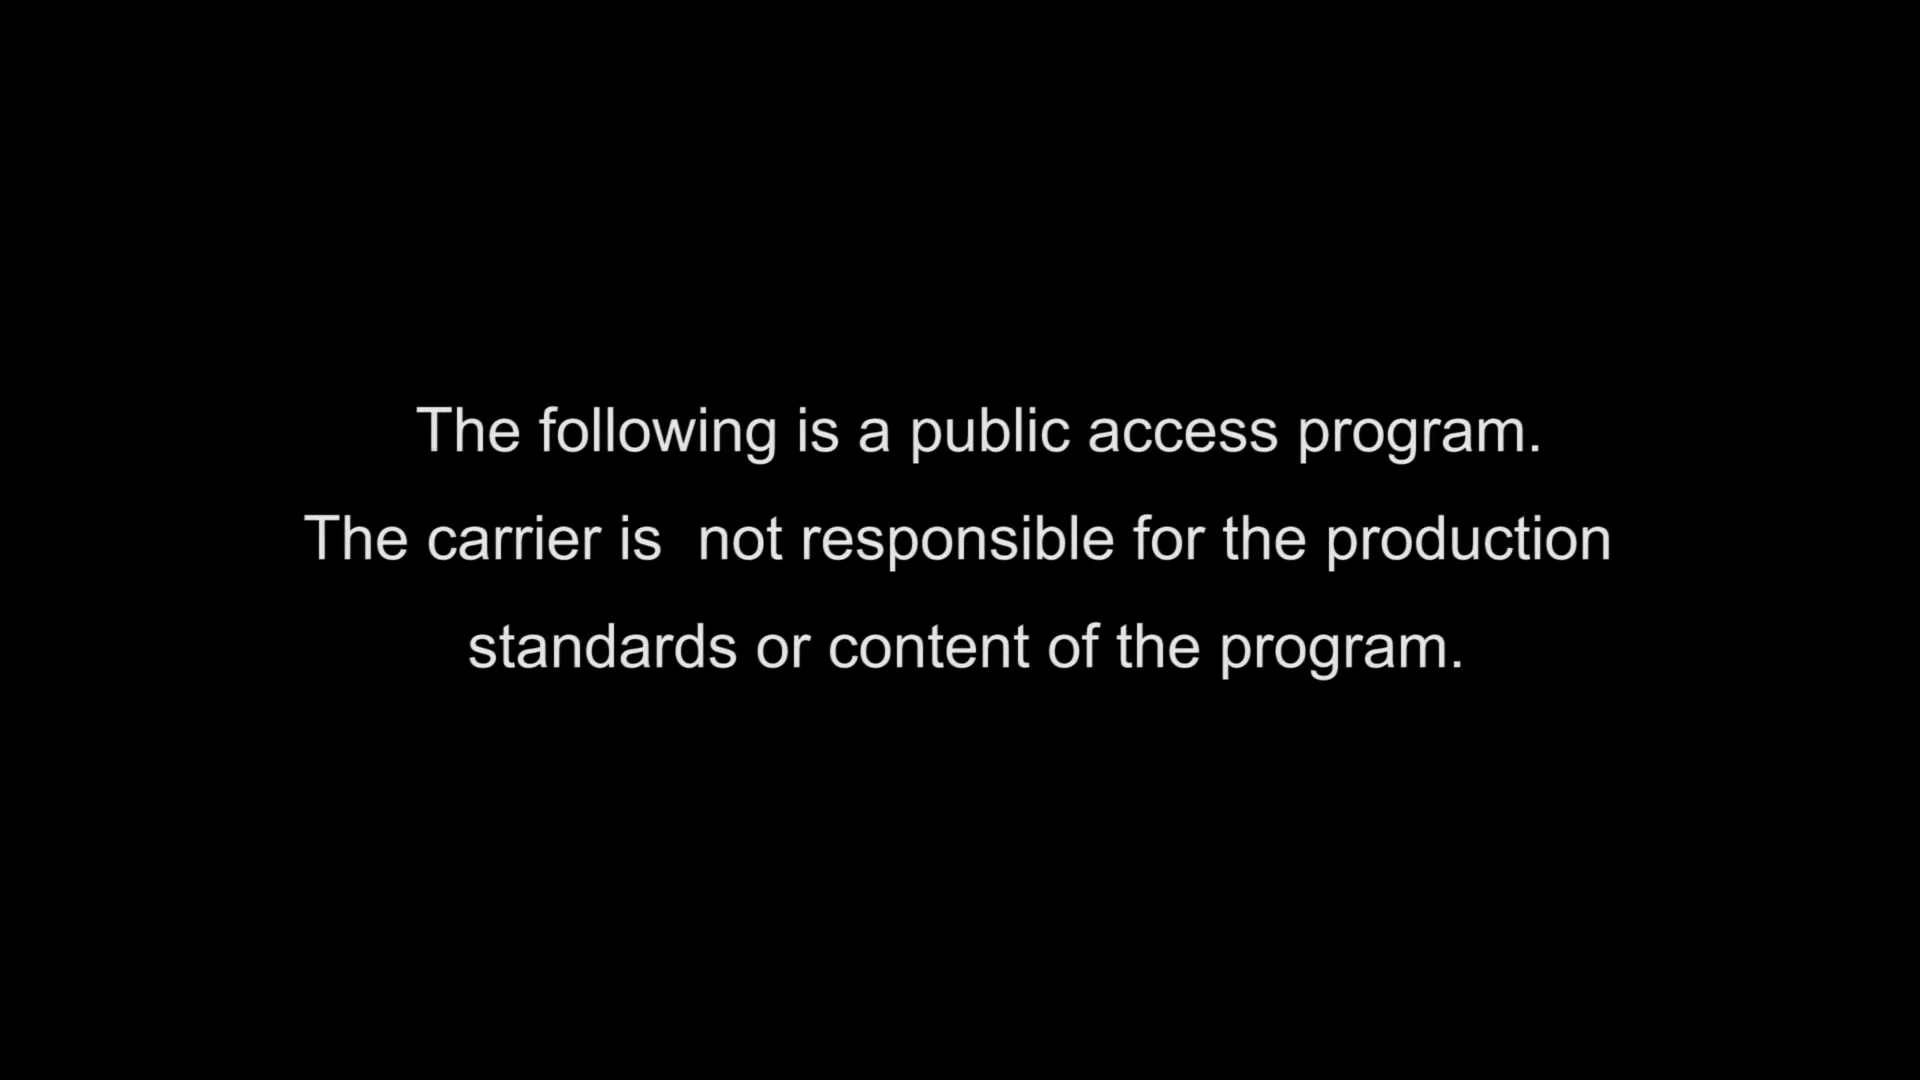 The following is a public access program.
The carrier is  not responsible for the production
standards or content of the program.